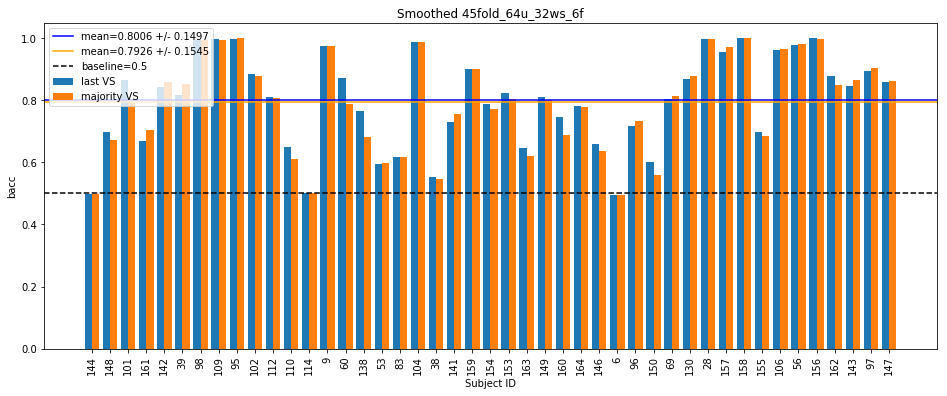 Smoothed 45fold_64u_32ws_6f
mean=0.8006 +/- 0.1497
mean=0.7926 +/- 0.1545
baseline=0.5
last VS
majority VS
bacc
1.0
0.8
0.6
0.4
0.2
0.0
144 148 101 161 142 39 98 109 95 102 112 110 114 9 60 138 53 83 104 38 141 159 154 153 163 149 160 164 146 6 96 150 69 130 28 157 158 155 106 56 156 162 143 97 147
Subject ID